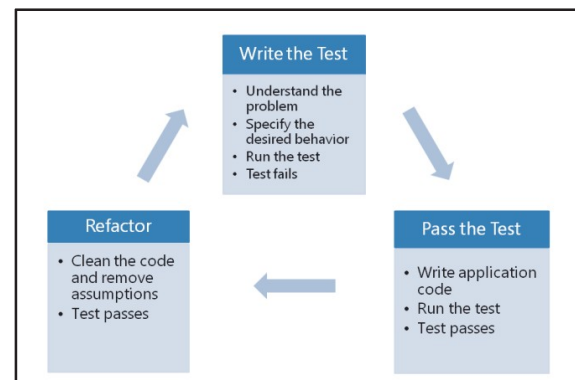 Write the Test
• Understand the
problem
• Specify the
desired behavior
• Run the test
• Test fails
Refactor
• Clean the code
and remove
assumptions
• Test passes
Pass the Test
• Write application
code
• Run the test
• Test passes